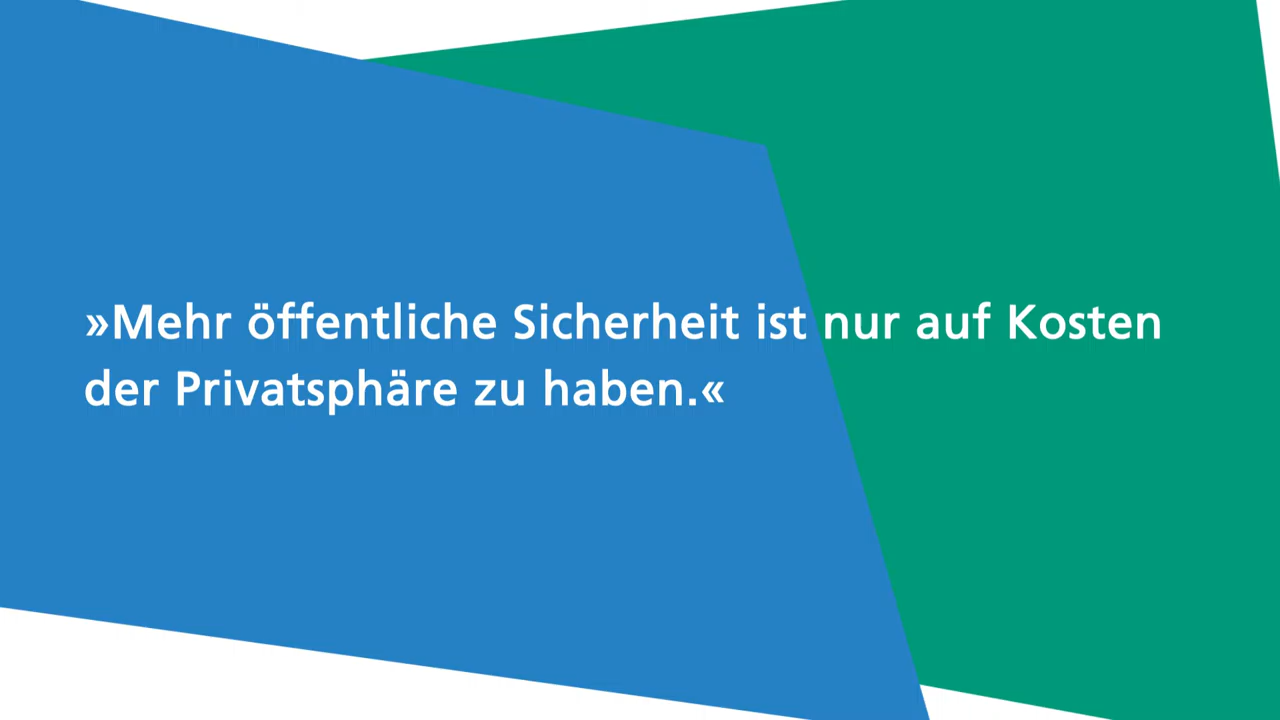 »Mehr öffentliche Sicherheit ist nur auf Kosten
der Privatsphäre zu haben.«